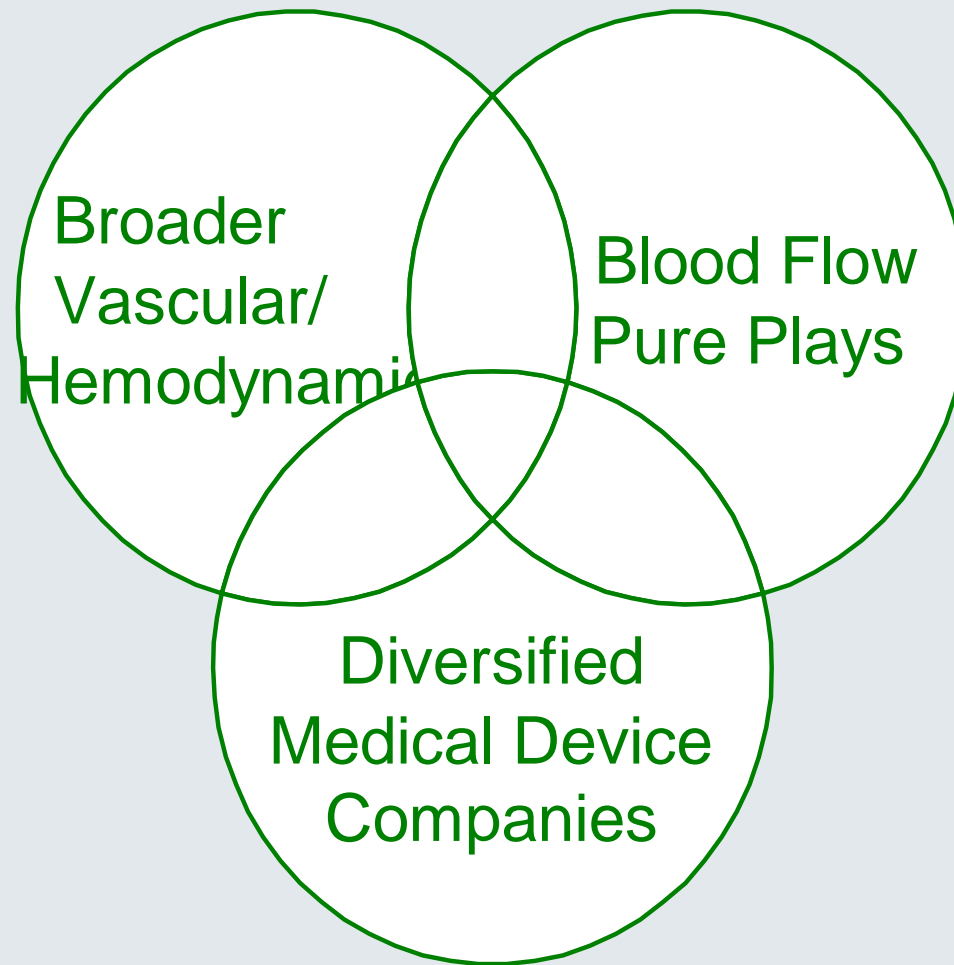 Broader
Vascular/
Hemodynamic
Blood Flow
Pure Plays
Diversified
Medical Device
Companies